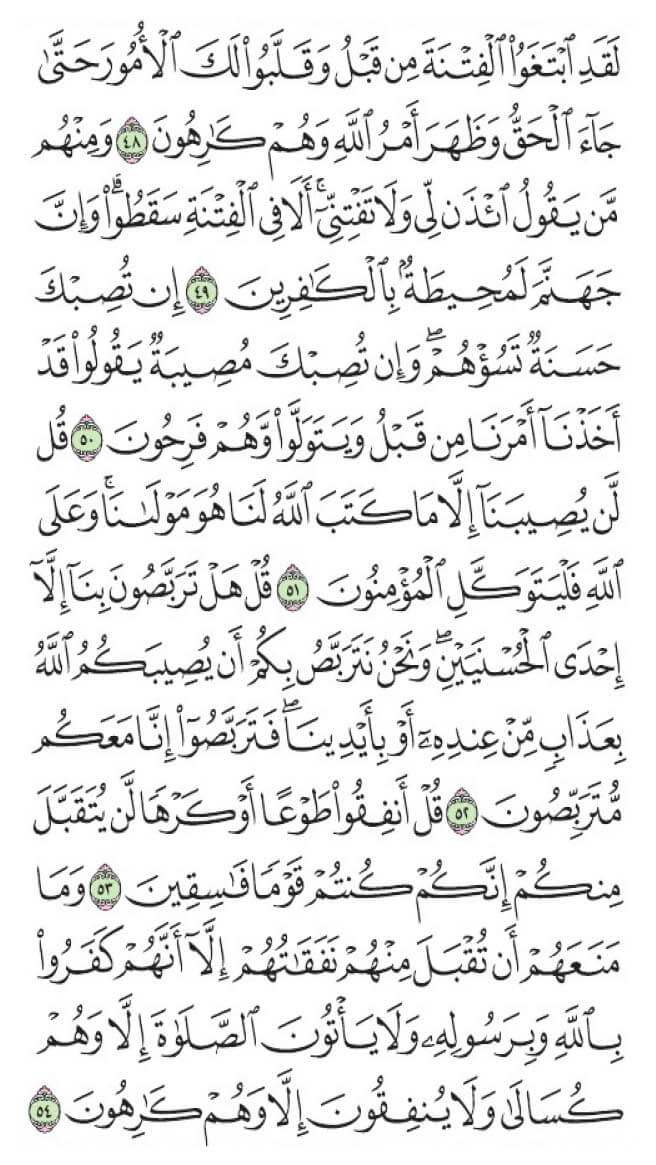 لَقَدِ ٱبْتَغَوُا۟ ٱلْفِتْنَةَ مِن قَبْلُ وَقَلَّبُوا۟ لَكَ ٱلْأُمُورَ حَتَّىٰ
جَآءَ ٱلْحَقُّ وَظَهَرَ أَمْرُ ٱللَّهِ وَهُمْ كَـٰرِهُونَ ٤٨ وَمِنْهُم
مَّن يَقُولُ ٱئْذَن لِّى وَلَا تَفْتِنِّىٓ ۚ أَلَا فِى ٱلْفِتْنَةِ سَقَطُوا۟ ۗ وَإِنَّ
جَهَنَّمَ لَمُحِيطَةٌۢ بِٱلْكَـٰفِرِينَ ٤٩ إِن تُصِبْكَ
حَسَنَةٌ تَسُؤْهُمْ ۖ وَإِن تُصِبْكَ مُصِيبَةٌ يَقُولُوا۟ قَدْ
أَخَذْنَآ أَمْرَنَا مِن قَبْلُ وَيَتَوَلَّوا۟ وَّهُمْ فَرِحُونَ ٥٠ قُل
لَّن يُصِيبَنَآ إِلَّا مَا كَتَبَ ٱللَّهُ لَنَا هُوَ مَوْلَىٰنَا ۚ وَعَلَى
ٱللَّهِ فَلْيَتَوَكَّلِ ٱلْمُؤْمِنُونَ ٥١ قُلْ هَلْ تَرَبَّصُونَ بِنَآ إِلَّآ
إِحْدَى ٱلْحُسْنَيَيْنِ ۖ وَنَحْنُ نَتَرَبَّصُ بِكُمْ أَن يُصِيبَكُمُ ٱللَّهُ
بِعَذَابٍ مِّنْ عِندِهِۦٓ أَوْ بِأَيْدِينَا ۖ فَتَرَبَّصُوٓا۟ إِنَّا مَعَكُم
مُّتَرَبِّصُونَ ٥٢ قُلْ أَنفِقُوا۟ طَوْعًا أَوْ كَرْهًا لَّن يُتَقَبَّلَ
مِنكُمْ ۖ إِنَّكُمْ كُنتُمْ قَوْمًا فَـٰسِقِينَ ٥٣ وَمَا
مَنَعَهُمْ أَن تُقْبَلَ مِنْهُمْ نَفَقَـٰتُهُمْ إِلَّآ أَنَّهُمْ كَفَرُوا۟
بِٱللَّهِ وَبِرَسُولِهِۦ وَلَا يَأْتُونَ ٱلصَّلَوٰةَ إِلَّا وَهُمْ
كُسَالَىٰ وَلَا يُنفِقُونَ إِلَّا وَهُمْ كَـٰرِهُونَ ٥٤